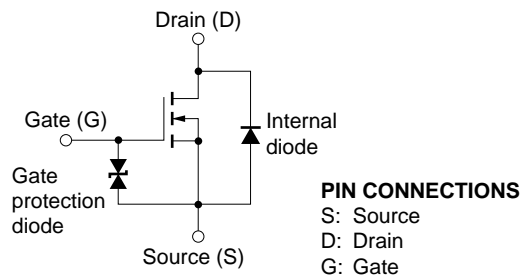 Drain (D)
Gate (G)
Internal
diode
Gate
protection
diode
Source (S)
PIN CONNECTIONS
S: Source
D: Drain
G: Gate